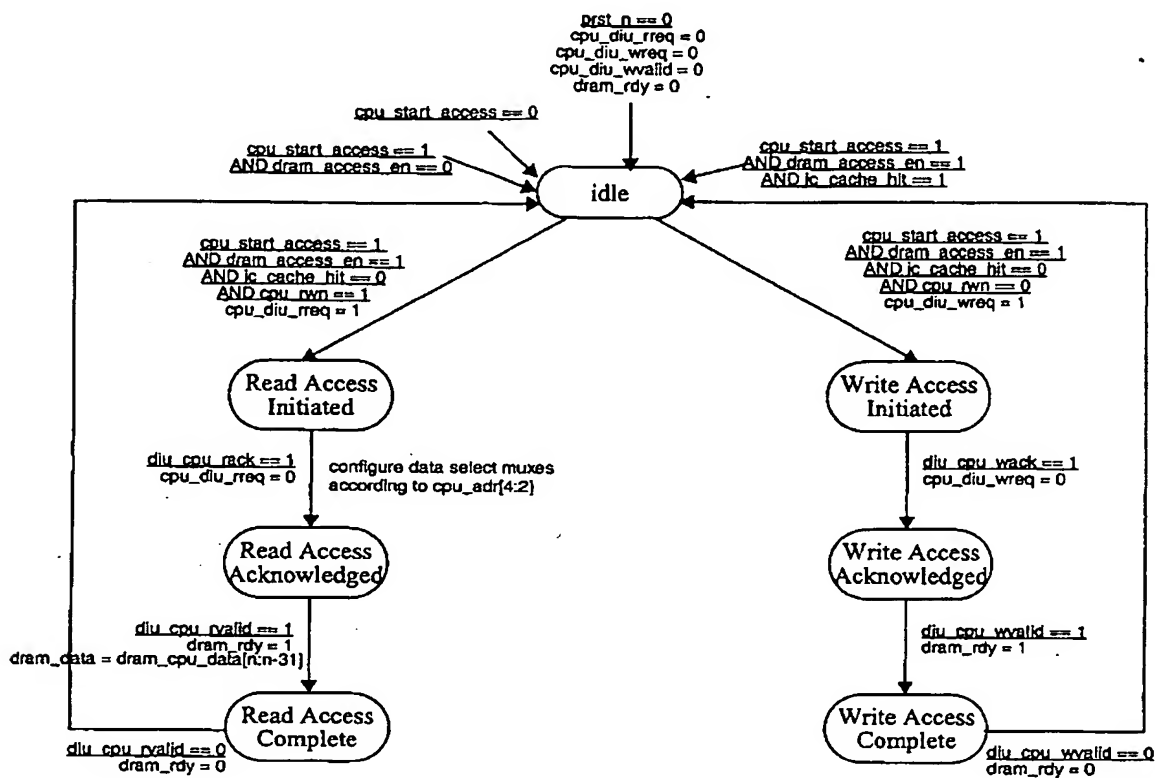 prst_n == 0
cpu_diu_rreq = 0
cpu_diu_wreq = 0
cpu_diu_wvalid = 0
dram_rdy = 0
cpu_start_access == 0
cpu_start_access == 1
AND dram_access_en == 0
cpu_start_access == 1
AND dram_access_en == 1
AND ic_cache_hit == 1
idle
cpu_start_access == 1
AND dram_access_en == 1
AND ic_cache_hit == 0
AND cpu_rwn == 1
cpu_diu_rreq = 1
cpu_start_access == 1
AND dram_access_en == 1
AND ic_cache_hit == 0
AND cpu_rwn == 0
cpu_diu_wreq = 1
Read Access
Initiated
Write Access
Initiated
diu_cpu_rack == 1
cpu_diu_rreq = 0
configure data select muxes
according to cpu_adr[4:2]
diu_cpu_wack == 1
cpu_diu_wreq = 0
Read Access
Acknowledged
Write Access
Acknowledged
diu_cpu_rvalid == 1
dram_rdy = 1
dram_data = dram_cpu_data[n:n-31]
diu_cpu_wvalid == 1
dram_rdy = 1
Read Access
Complete
Write Access
Complete
diu_cpu_rvalid == 0
dram_rdy = 0
diu_cpu_wvalid == 0
dram_rdy = 0